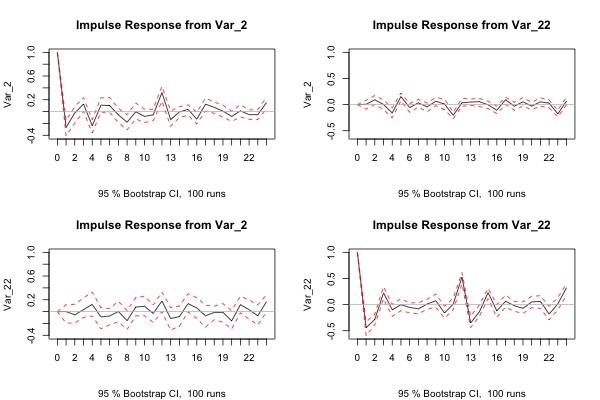 Impulse Response from Var_2
Var_2
1.0
0.6
0.2
-0.4
0 2 4 6 8 10 13 16 19 22
95 % Bootstrap CI, 100 runs
Impulse Response from Var_22
Var_2
1.0
0.5
0.0
-0.5
0 2 4 6 8 10 13 16 19 22
95 % Bootstrap CI, 100 runs
Impulse Response from Var_2
Var_22
1.0
0.6
0.2
-0.4
0 2 4 6 8 10 13 16 19 22
95 % Bootstrap CI, 100 runs
Impulse Response from Var_22
Var_22
1.0
0.5
0.0
-0.5
0 2 4 6 8 10 13 16 19 22
95 % Bootstrap CI, 100 runs